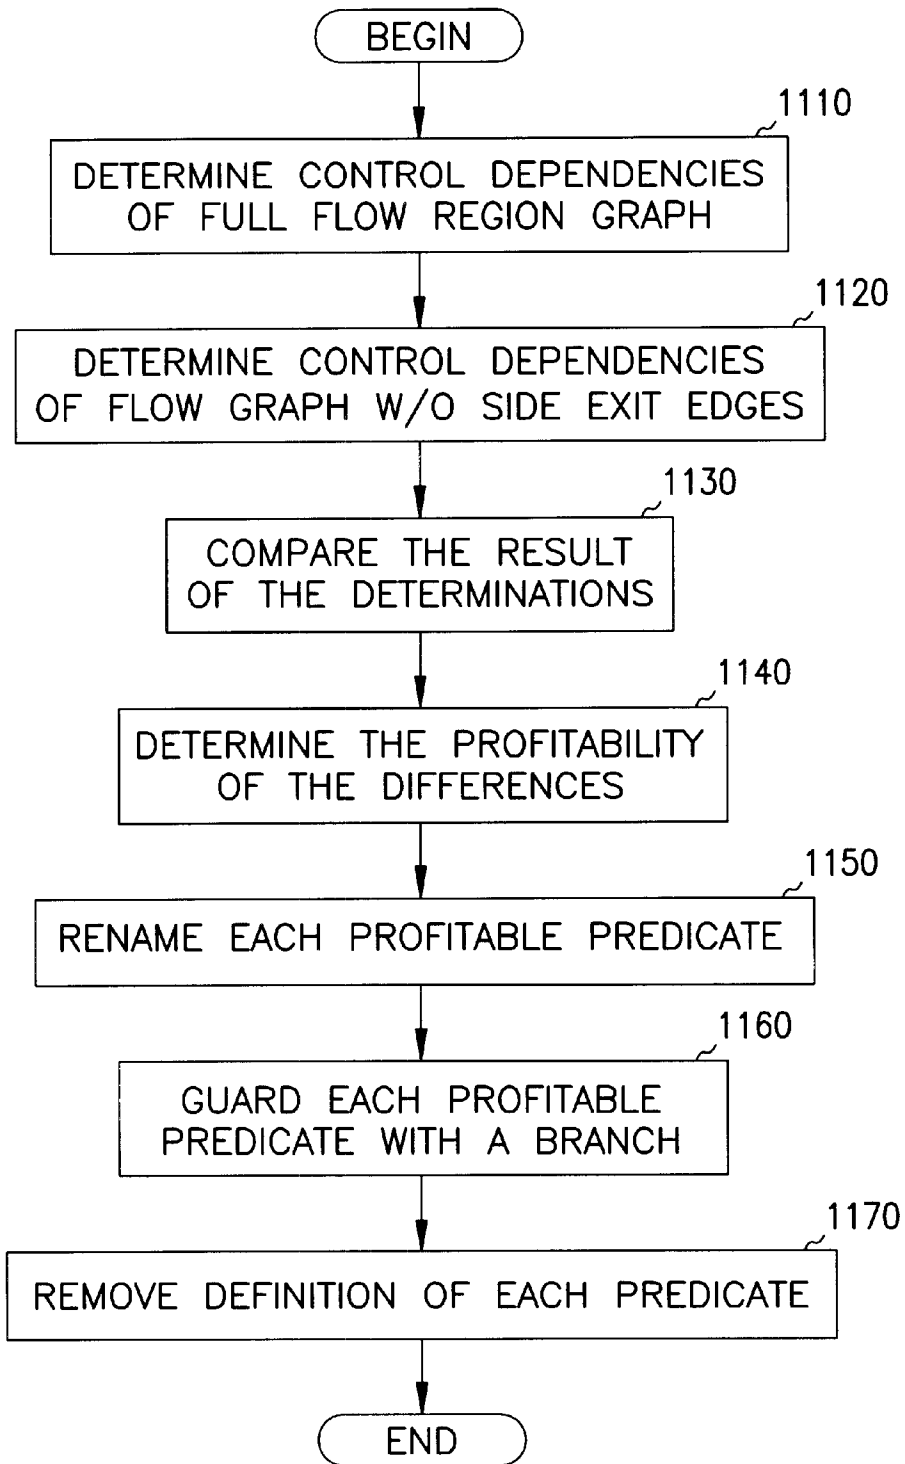 BEGIN
1110
DETERMINE CONTROL DEPENDENCIES
OF FULL FLOW REGION GRAPH
1120
DETERMINE CONTROL DEPENDENCIES
OF FLOW GRAPH W/O SIDE EXIT EDGES
1130
COMPARE THE RESULT
OF THE DETERMINATIONS
1140
DETERMINE THE PROFITABILITY
OF THE DIFFERENCES
1150
RENAME EACH PROFITABLE PREDICATE
1160
GUARD EACH PROFITABLE
PREDICATE WITH A BRANCH
1170
REMOVE DEFINITION OF EACH PREDICATE
END